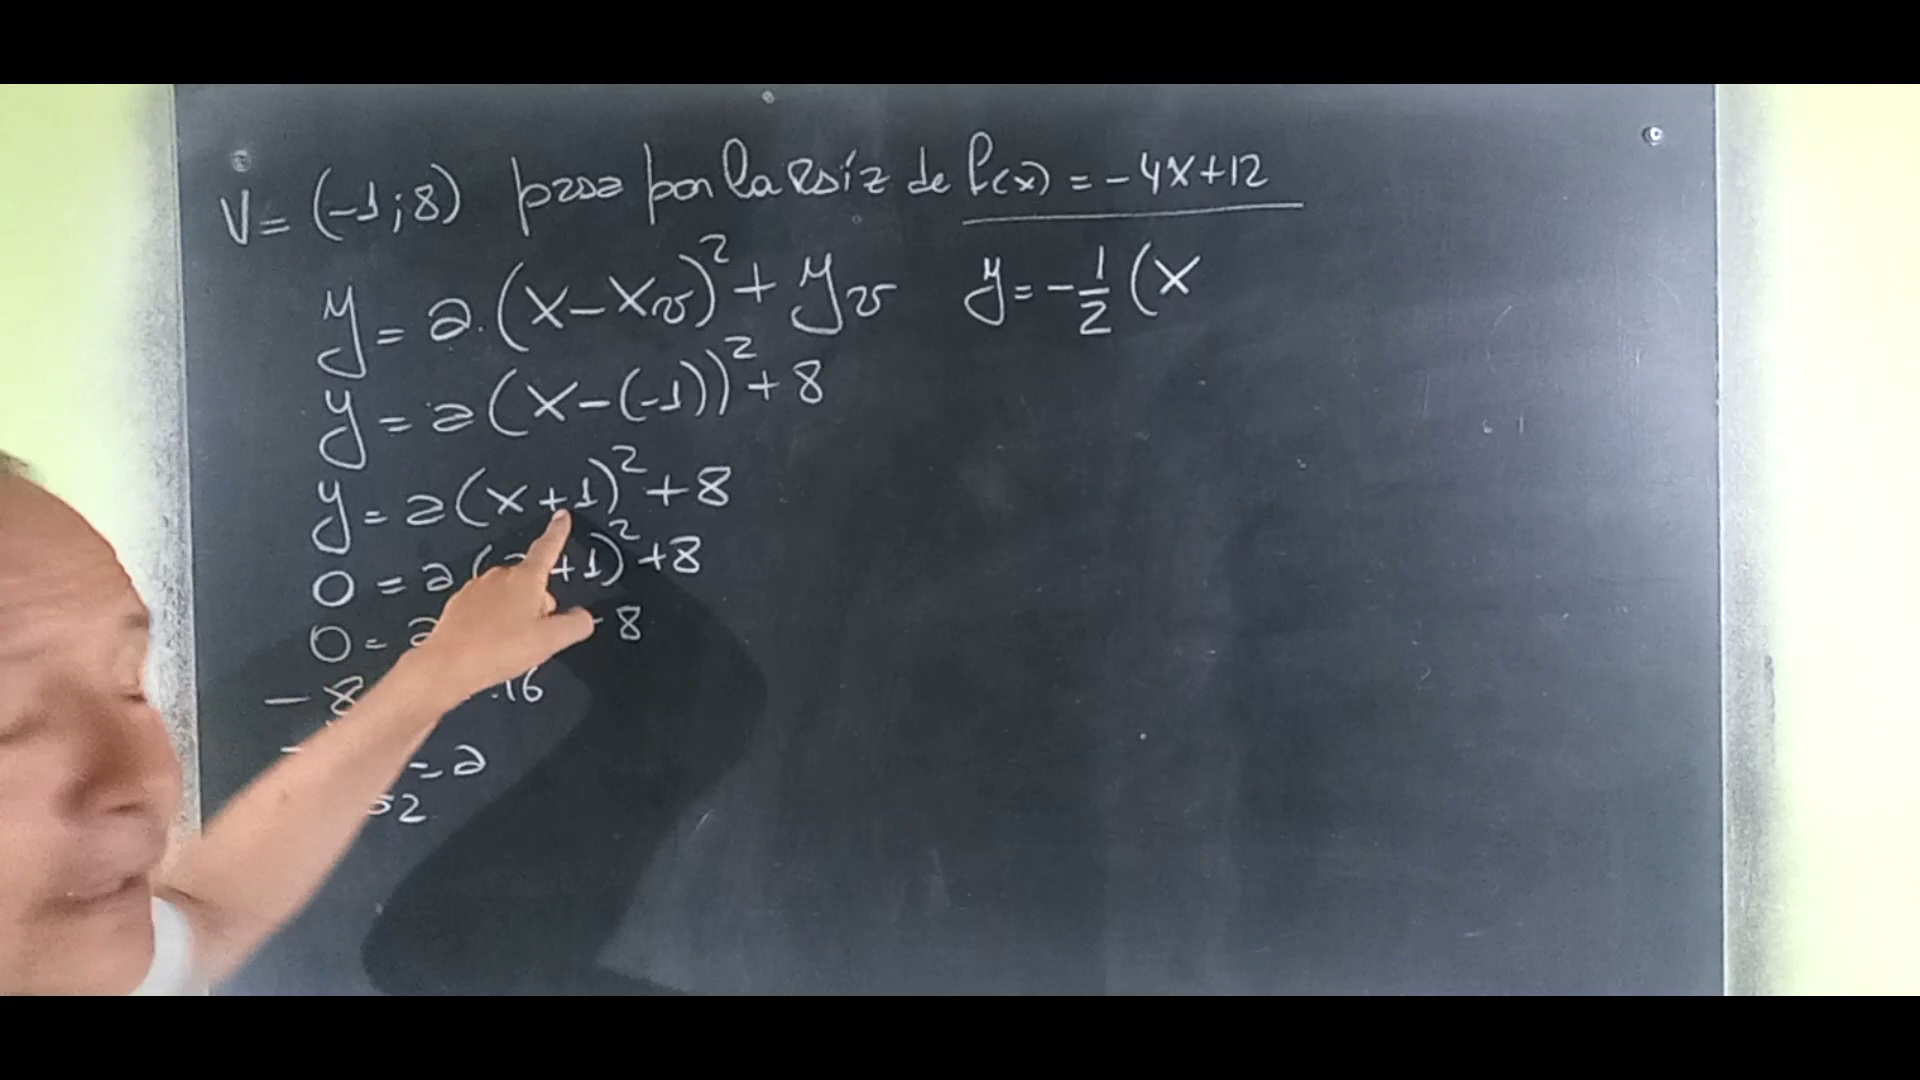 V = (-1;8) pasa por la raíz de f(x) = -4x+12
y = a.(x-xv)²+yv
y = -1/2 (x
y = a(x-(-1))²+8
y = a(x+1)²+8
0 = a( +1)²+8
0 = a 8
-8 .16
= a
2